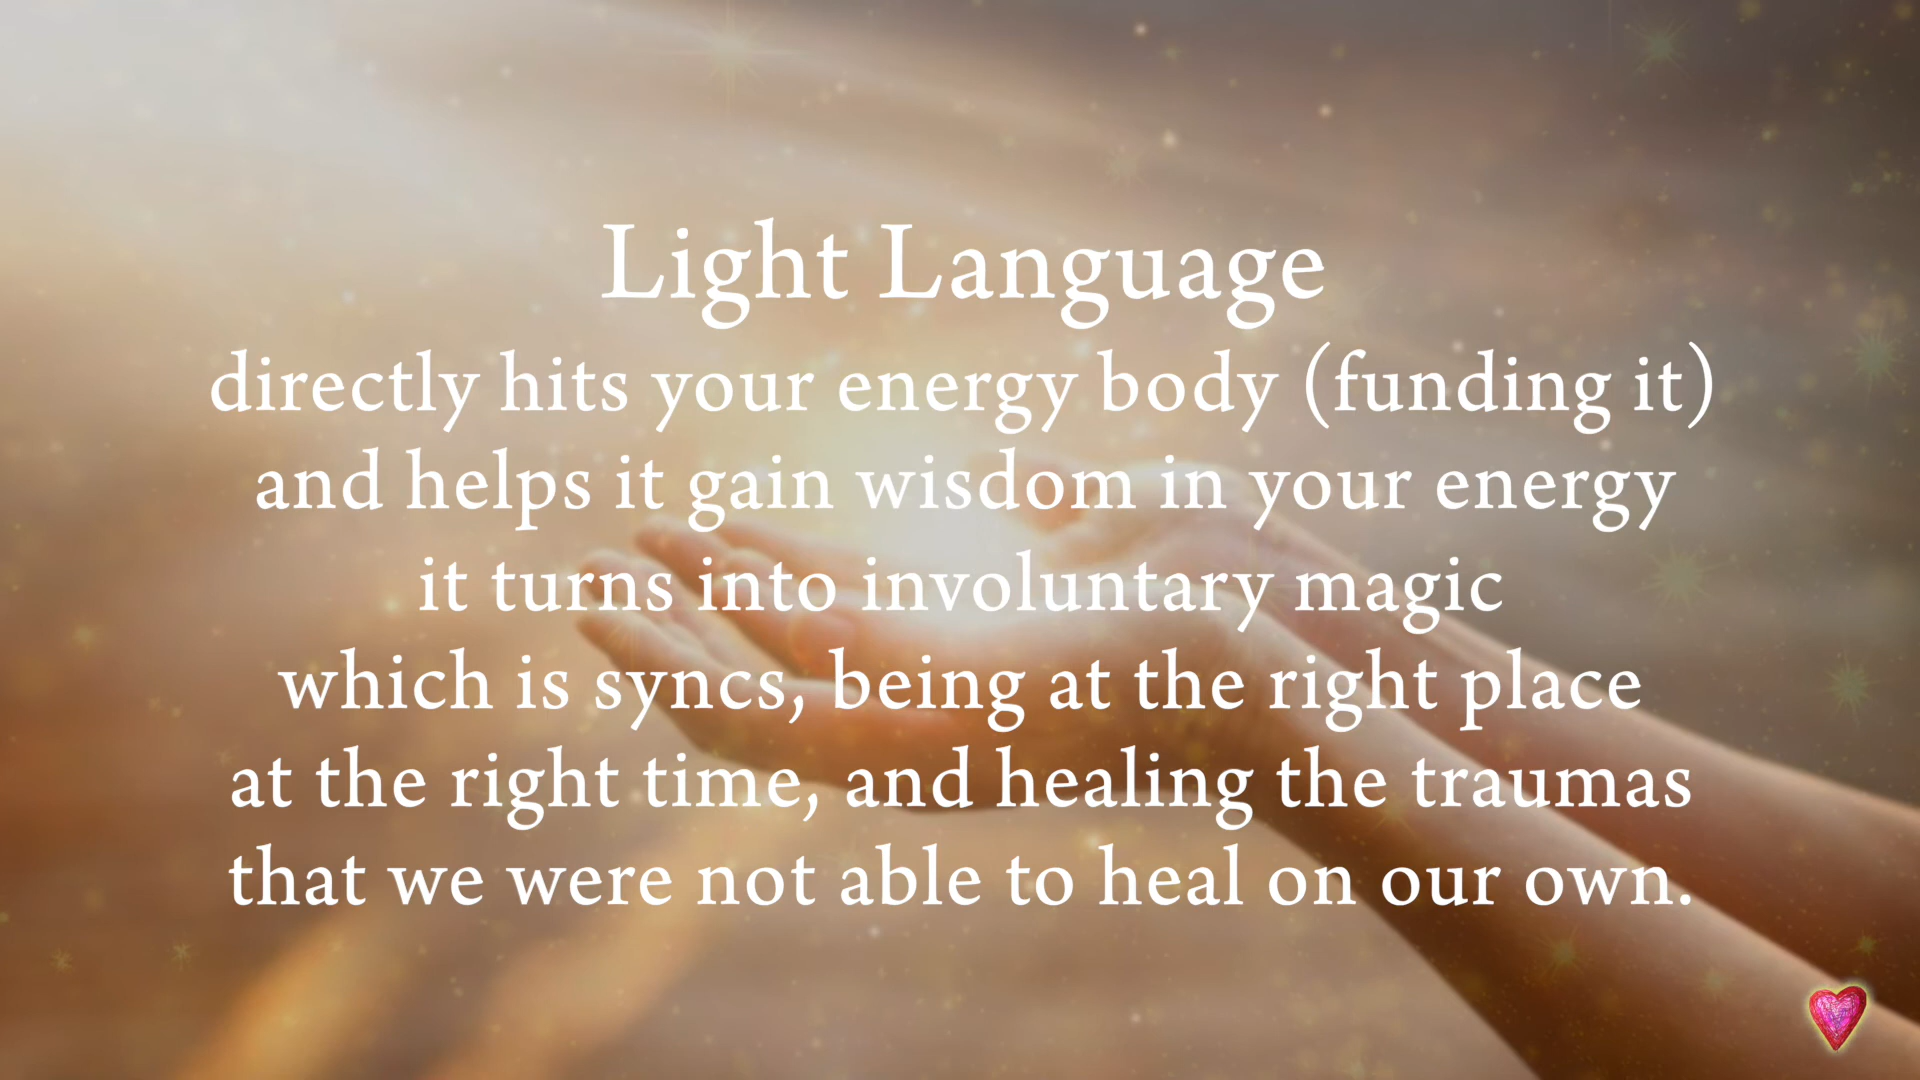 Light Language
directly hits your energy body (funding it)
and helps it gain wisdom in your energy
it turns into involuntary magic
which is syncs, being at the right place
at the right time, and healing the traumas
that we were not able to heal on our own.